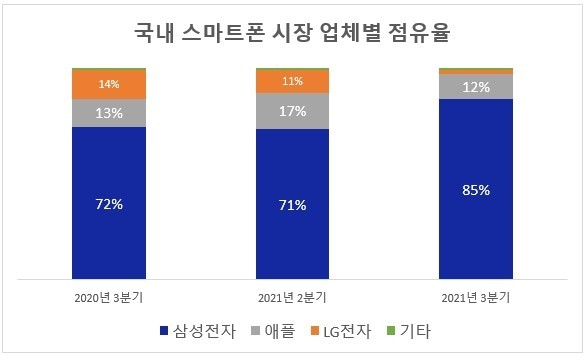 국내 스마트폰 시장 업체별 점유율
14% 11% 12%
13% 17%
72% 71% 85%
2020년 3분기 2021년 2분기 2021년 3분기
삼성전자 애플 LG전자 기타